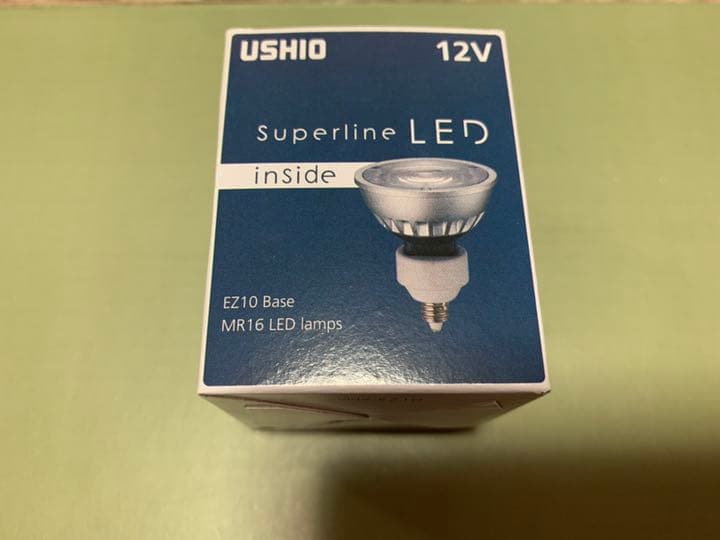 USHIO 12V
Superline LED
inside
EZ10 Base
MR16 LED lamps